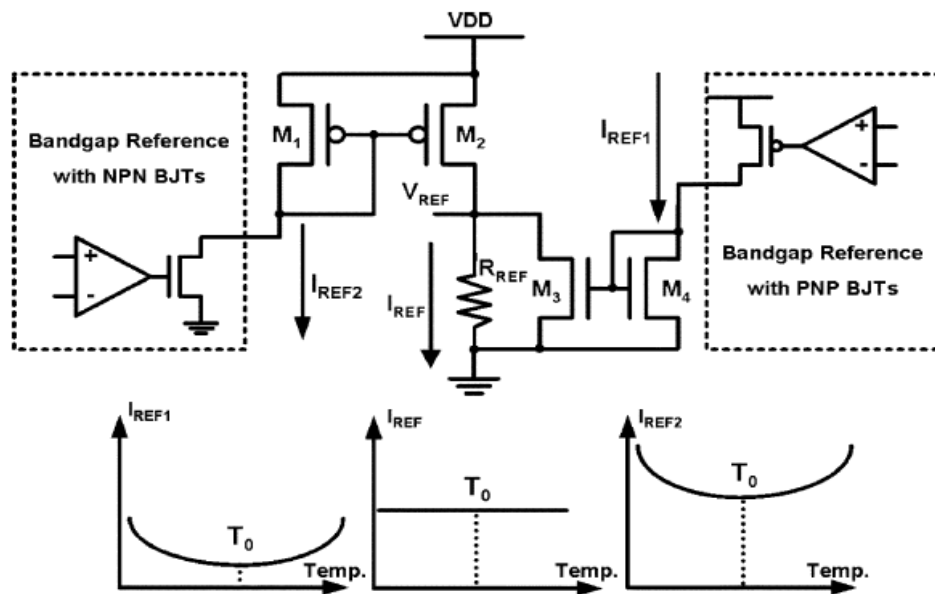 VDD
Bandgap Reference
with NPN BJTs
+
-
M1
M2
VREF
IREF2
IREF
RREF
M3
M4
IREF1
+
-
Bandgap Reference
with PNP BJTs
IREF1
T0
Temp.
IREF
T0
Temp.
IREF2
T0
Temp.